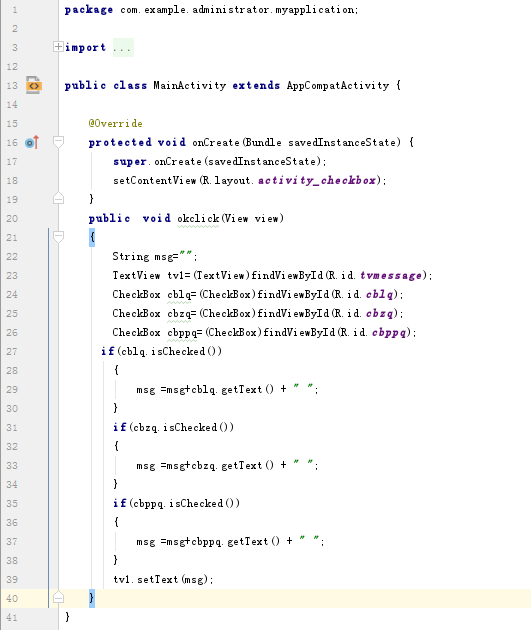 1 package com.example.administrator.myapplication;
2
3 import ...
12
13 public class MainActivity extends AppCompatActivity {
14
15 @Override
16 protected void onCreate(Bundle savedInstanceState) {
17 super.onCreate(savedInstanceState);
18 setContentView(R.layout.activity_checkbox);
19 }
20 public void okclick(View view)
21 {
22 String msg="";
23 TextView tv1=(TextView)findViewById(R.id.tvmessage);
24 CheckBox cblq=(CheckBox)findViewById(R.id.cblq);
25 CheckBox cbzq=(CheckBox)findViewById(R.id.cbzq);
26 CheckBox cbppq=(CheckBox)findViewById(R.id.cbppq);
27 if(cblq.isChecked())
28 {
29 msg =msg+cblq.getText() + " ";
30 }
31 if(cbzq.isChecked())
32 {
33 msg =msg+cbzq.getText() + " ";
34 }
35 if(cbppq.isChecked())
36 {
37 msg =msg+cbppq.getText() + " ";
38 }
39 tv1.setText(msg);
40 }
41 }